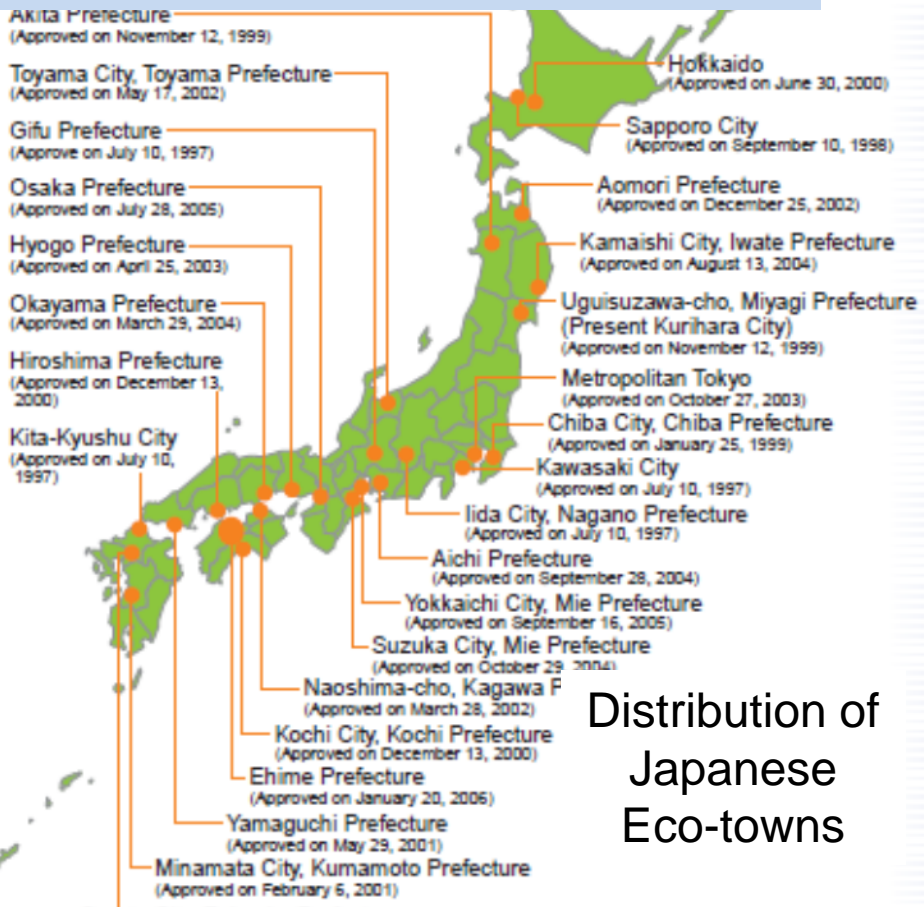 Akita Prefecture
(Approved on November 12, 1999)
Toyama City, Toyama Prefecture
(Approved on May 17, 2002)
Gifu Prefecture
(Approve on July 10, 1997)
Osaka Prefecture
(Approved on July 28, 2005)
Hyogo Prefecture
(Approved on April 25, 2003)
Okayama Prefecture
(Approved on March 29, 2004)
Hiroshima Prefecture
(Approved on December 13,
2000)
Kita-Kyushu City
(Approved on July 10,
1997)
Hokkaido
(Approved on June 30, 2000)
Sapporo City
(Approved on September 10, 1998)
Aomori Prefecture
(Approved on December 25, 2002)
Kamaishi City, Iwate Prefecture
(Approved on August 13, 2004)
Uguisuzawa-cho, Miyagi Prefecture
(Present Kurihara City)
(Approved on November 12, 1999)
Metropolitan Tokyo
(Approved on October 27, 2003)
Chiba City, Chiba Prefecture
(Approved on January 25, 1999)
Kawasaki City
(Approved on July 10, 1997)
Iida City, Nagano Prefecture
(Approved on July 10, 1997)
Aichi Prefecture
(Approved on September 28, 2004)
Yokkaichi City, Mie Prefecture
(Approved on September 16, 2005)
Suzuka City, Mie Prefecture
(Approved on October 29, 2004)
Naoshima-cho, Kagawa P
(Approved on March 28, 2002)
Kochi City, Kochi Prefecture
(Approved on December 13, 2000)
Ehime Prefecture
(Approved on January 20, 2006)
Yamaguchi Prefecture
(Approved on May 29, 2001)
Minamata City, Kumamoto Prefecture
(Approved on February 6, 2001)
Distribution of
Japanese
Eco-towns